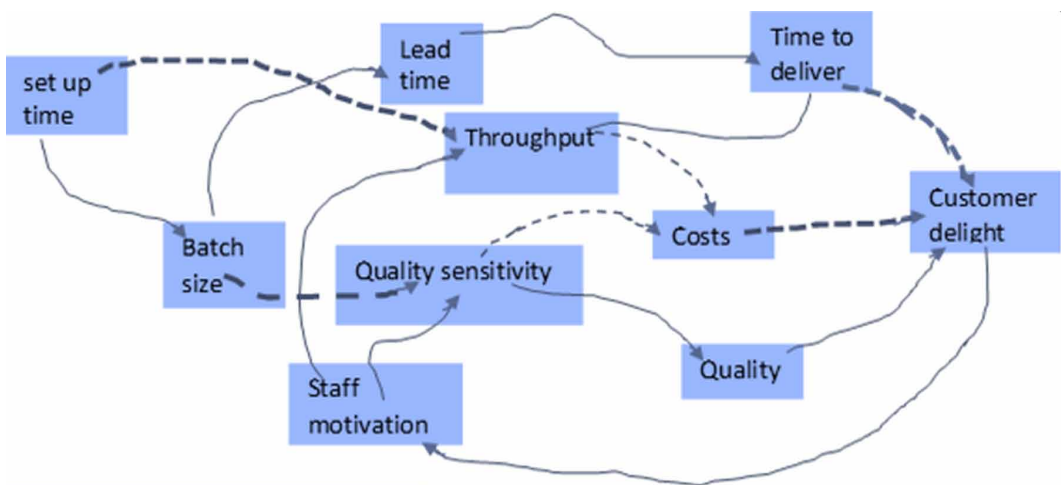 set up
time
Lead
time
Time to
deliver
Throughput
Customer
delight
Costs
Batch
size
Quality sensitivity
Quality
Staff
motivation